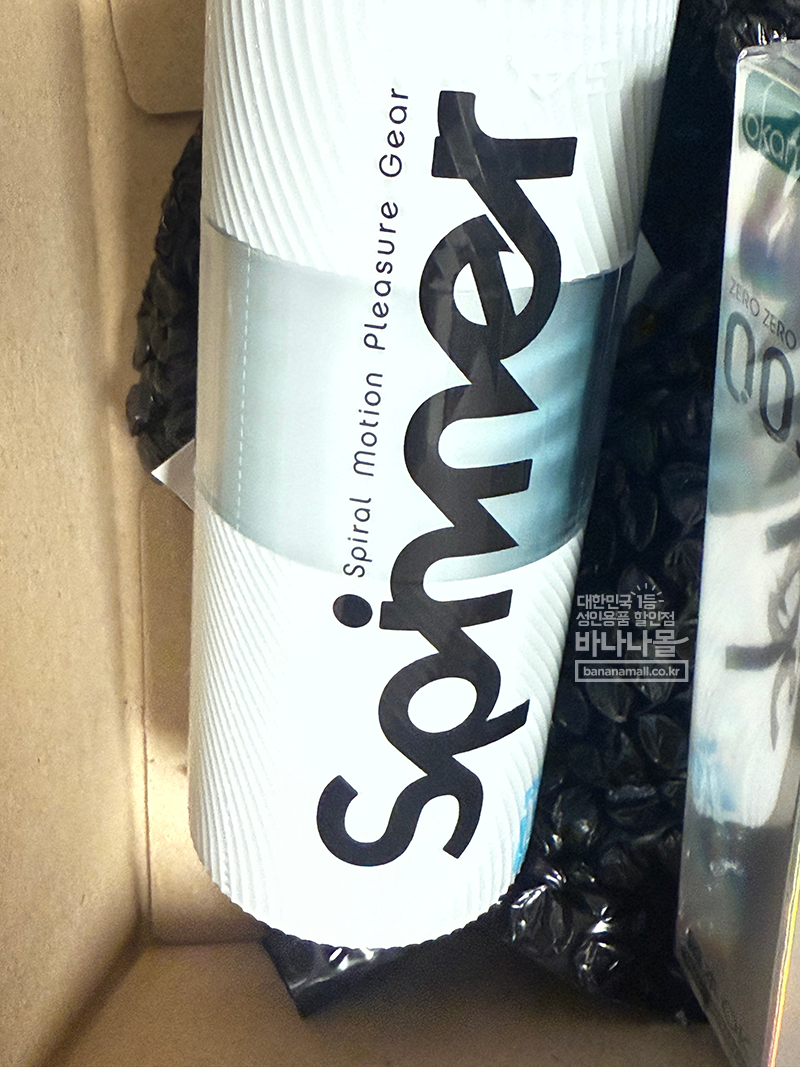 Spinner
Spiral Motion Pleasure Gear
ZERO ZERO
대한민국 1등
성인용품 할인점
바나나몰
bananamall.co.kr